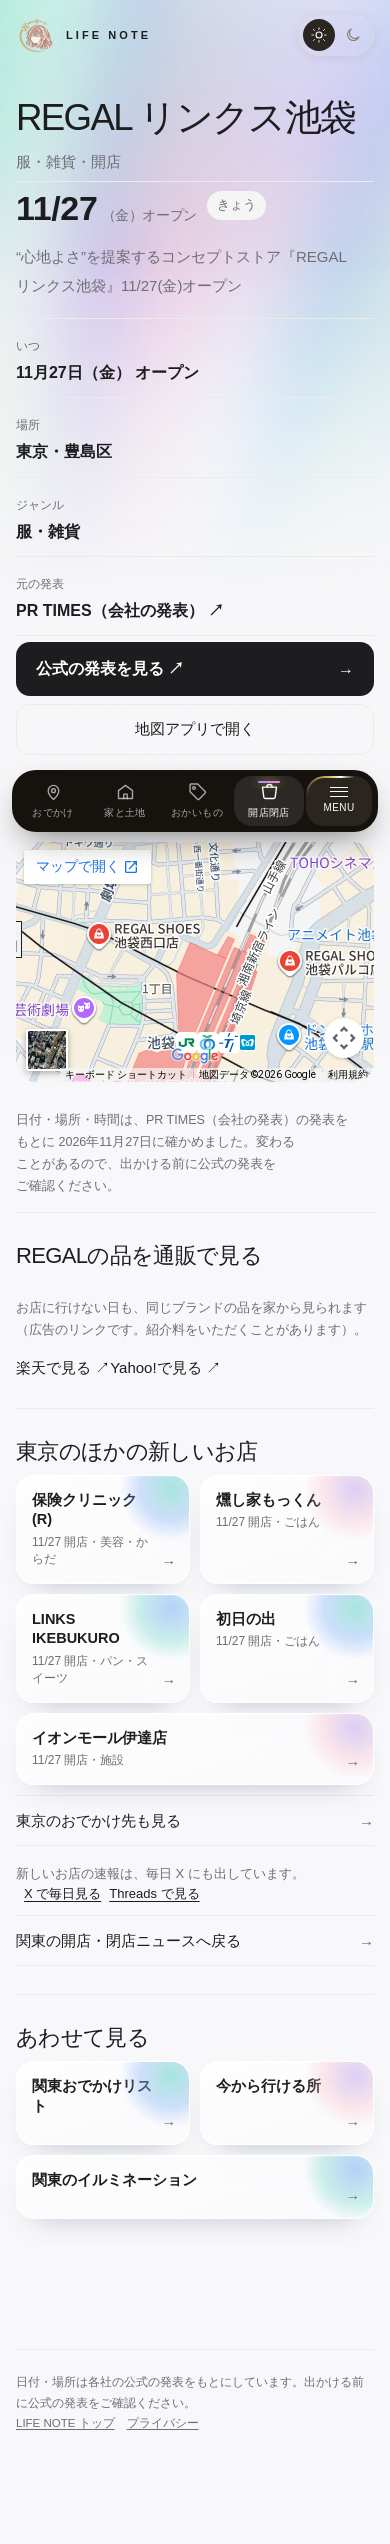 LIFE NOTE
REGAL リンクス池袋
服・雑貨・開店
11/27 （金）オープン きょう
“心地よさ”を提案するコンセプトストア『REGAL
リンクス池袋』11/27(金)オープン
いつ
11月27日（金） オープン
場所
東京・豊島区
ジャンル
服・雑貨
元の発表
PR TIMES（会社の発表） ↗
公式の発表を見る ↗ →
地図アプリで開く
おでかけ 家と土地 おかいもの 開店閉店 MENU
マップで開く
TOHOシネマ
山手線
湘南新宿ライン
埼京線
REGAL SHOES
池袋西口店
アニメイト池
REGAL SHO
池袋パルコ店
1丁目
芸術劇場
池袋
JR
Google
キーボード ショートカット 地図データ ©2026 Google 利用規約
日付・場所・時間は、PR TIMES（会社の発表）の発表を
もとに 2026年11月27日に確かめました。変わる
ことがあるので、出かける前に公式の発表を
ご確認ください。
REGALの品を通販で見る
お店に行けない日も、同じブランドの品を家から見られます
（広告のリンクです。紹介料をいただくことがあります）。
楽天で見る ↗Yahoo!で見る ↗
東京のほかの新しいお店
保険クリニック
(R)
11/27 開店・美容・か
らだ →
燻し家もっくん
11/27 開店・ごはん
→
LINKS
IKEBUKURO
11/27 開店・パン・ス
イーツ →
初日の出
11/27 開店・ごはん
→
イオンモール伊達店
11/27 開店・施設
→
東京のおでかけ先も見る →
新しいお店の速報は、毎日 X にも出しています。
X で毎日見る Threads で見る
関東の開店・閉店ニュースへ戻る →
あわせて見る
関東おでかけリス
ト
→
今から行ける所
→
関東のイルミネーション
→
日付・場所は各社の公式の発表をもとにしています。出かける前
に公式の発表をご確認ください。
LIFE NOTE トップ プライバシー